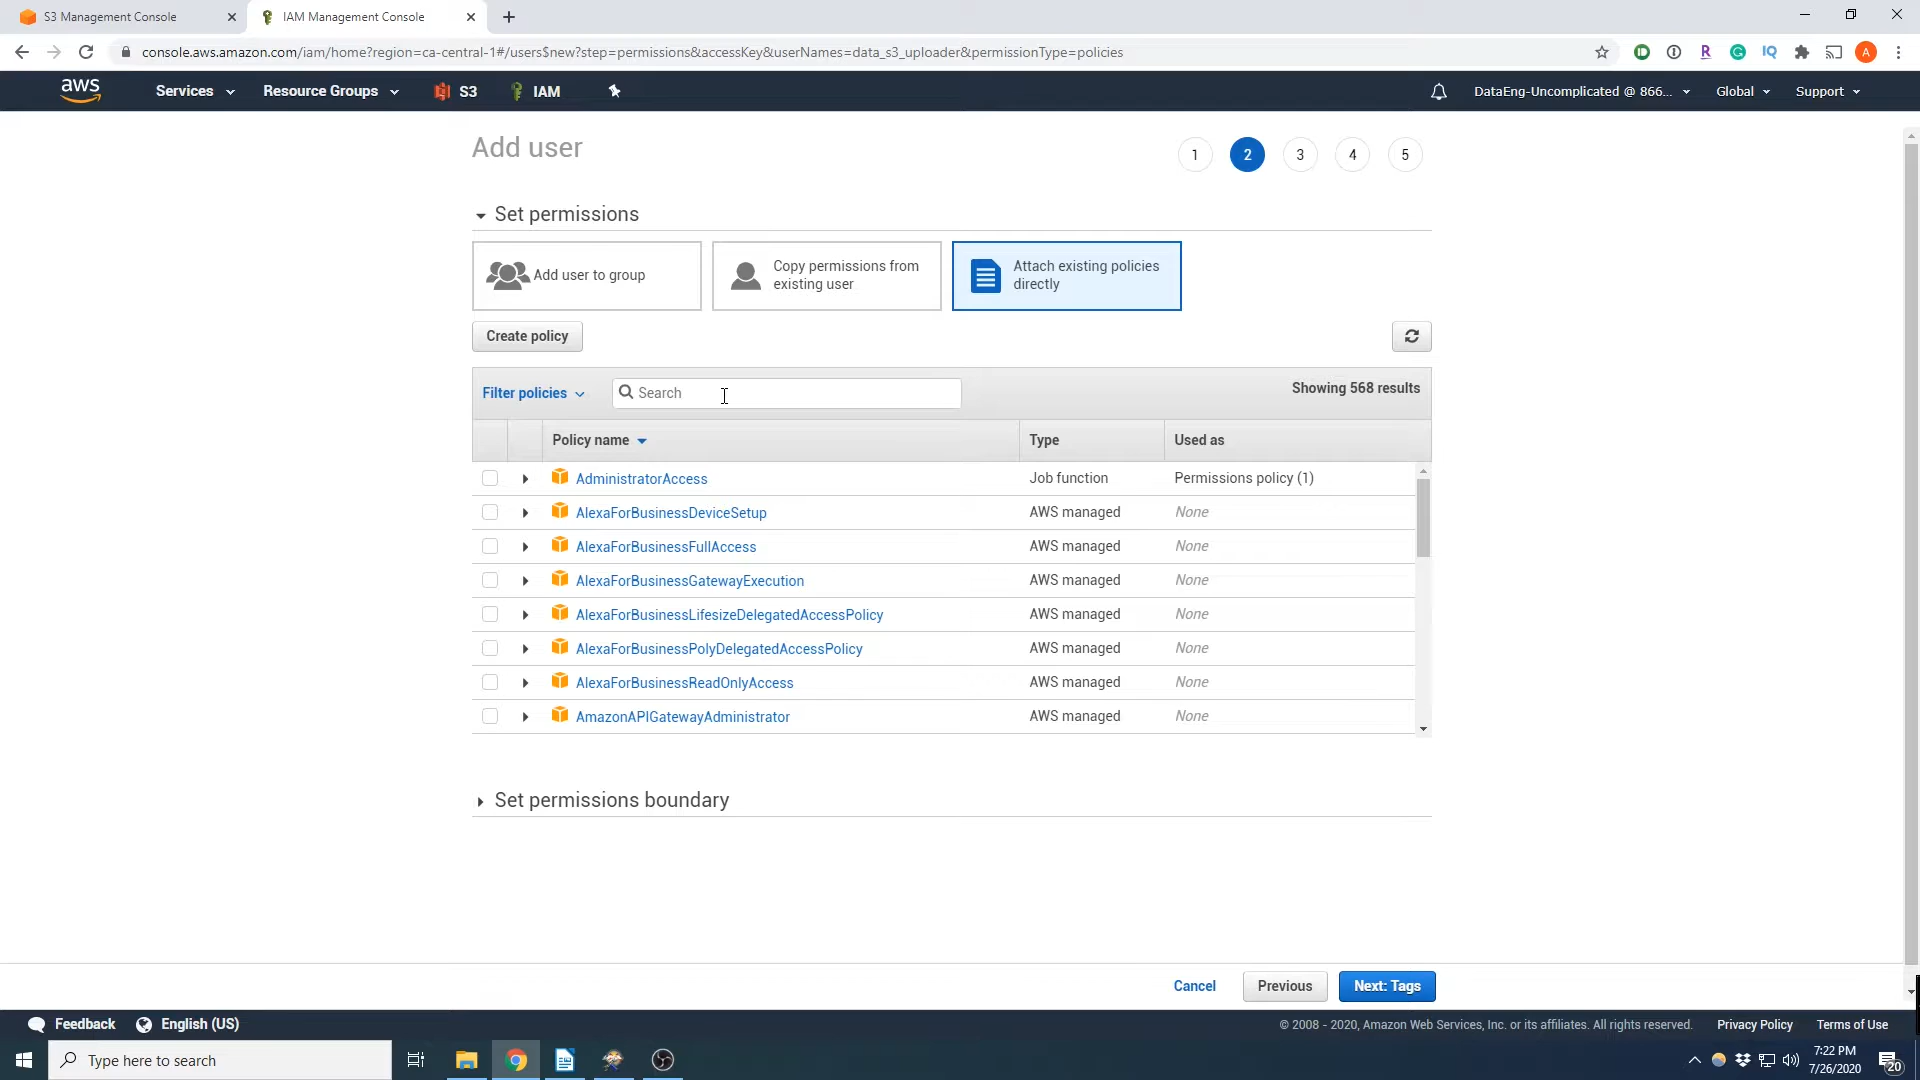 S3 Management Console
IAM Management Console
console.aws.amazon.com/iam/home?region=ca-central-1#/users$new?step=permissions&accessKey&userNames=data_s3_uploader&permissionType=policies
R
IQ
A
aws
Services
Resource Groups
S3
IAM
DataEng-Uncomplicated @ 866...
Global
Support
Add user
1
2
3
4
5
Set permissions
Add user to group
Copy permissions from
existing user
Attach existing policies
directly
Create policy
Filter policies
Search
Showing 568 results
Policy name
Type
Used as
AdministratorAccess
Job function
Permissions policy (1)
AlexaForBusinessDeviceSetup
AWS managed
None
AlexaForBusinessFullAccess
AWS managed
None
AlexaForBusinessGatewayExecution
AWS managed
None
AlexaForBusinessLifesizeDelegatedAccessPolicy
AWS managed
None
AlexaForBusinessPolyDelegatedAccessPolicy
AWS managed
None
AlexaForBusinessReadOnlyAccess
AWS managed
None
AmazonAPIGatewayAdministrator
AWS managed
None
Set permissions boundary
Cancel
Previous
Next: Tags
Feedback
English (US)
© 2008 - 2020, Amazon Web Services, Inc. or its affiliates. All rights reserved.
Privacy Policy
Terms of Use
Type here to search
7:22 PM
7/26/2020
20